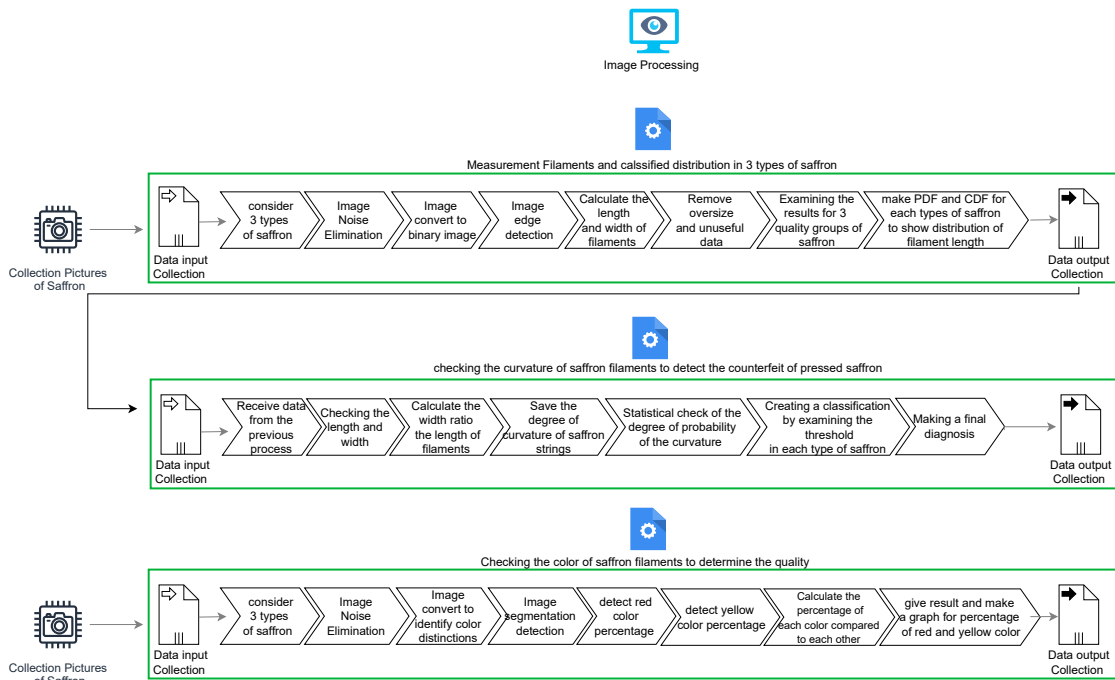 Image Processing
Measurement Filaments and calssified distribution in 3 types of saffron
Collection Pictures
of Saffron
Data input
Collection
consider
3 types
of saffron
Image
Noise
Elimination
Image
convert to
binary image
Image
edge
detection
Calculate the
length
and width of
filaments
Remove
oversize
and unuseful
data
Examining the
results for 3
quality groups of
saffron
make PDF and CDF for
each types of saffron
to show distribution of
filament length
Data output
Collection
checking the curvature of saffron filaments to detect the counterfeit of pressed saffron
Data input
Collection
Receive data
from the
previous
process
Checking the
length and
width
Calculate the
width ratio
the length of
filaments
Save the
degree of
curvature of saffron
strings
Statistical check of the
degree of probability
of the curvature
Creating a classification
by examining the
threshold
in each type of saffron
Making a final
diagnosis
Data output
Collection
Checking the color of saffron filaments to determine the quality
Collection Pictures
of Saffron
Data input
Collection
consider
3 types
of saffron
Image
Noise
Elimination
Image
convert to
identify color
distinctions
Image
segmentation
detection
detect red
color
percentage
detect yellow
color percentage
Calculate the
percentage of
each color compared
to each other
give result and make
a graph for percentage
of red and yellow color
Data output
Collection